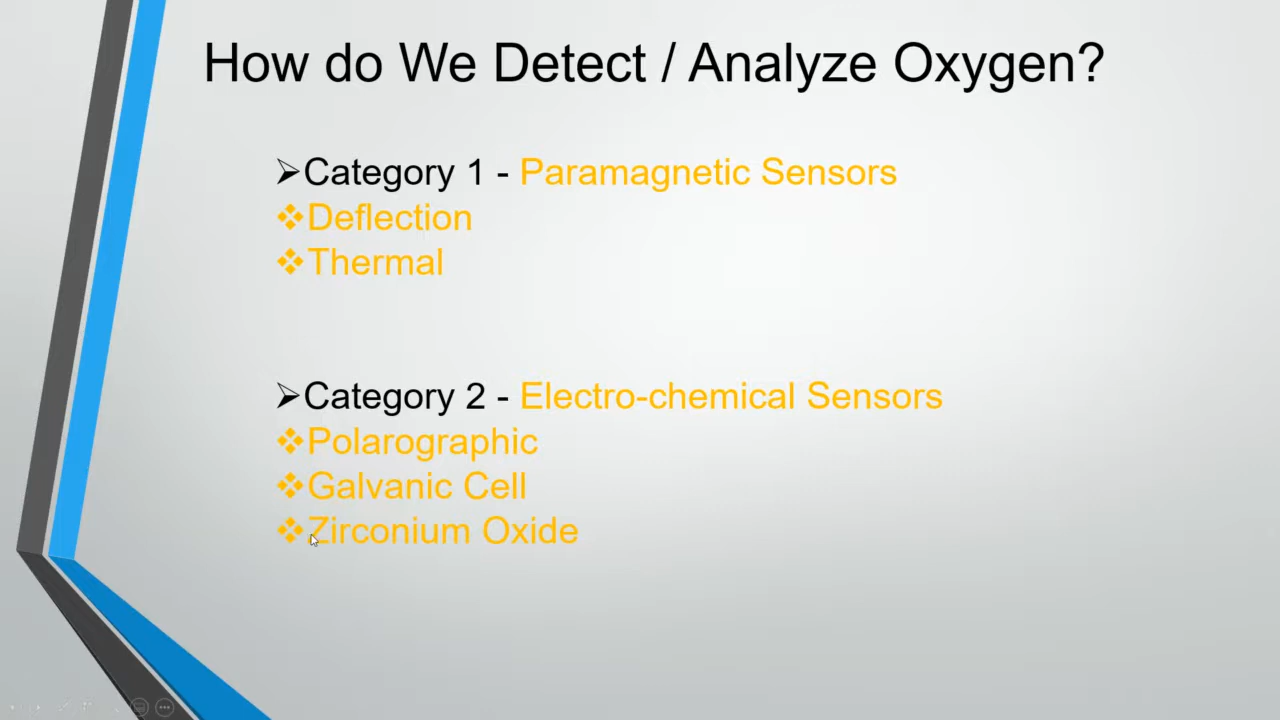 How do We Detect / Analyze Oxygen?
➢Category 1 - Paramagnetic Sensors
❖Deflection
❖Thermal
➢Category 2 - Electro-chemical Sensors
❖Polarographic
❖Galvanic Cell
❖Zirconium Oxide